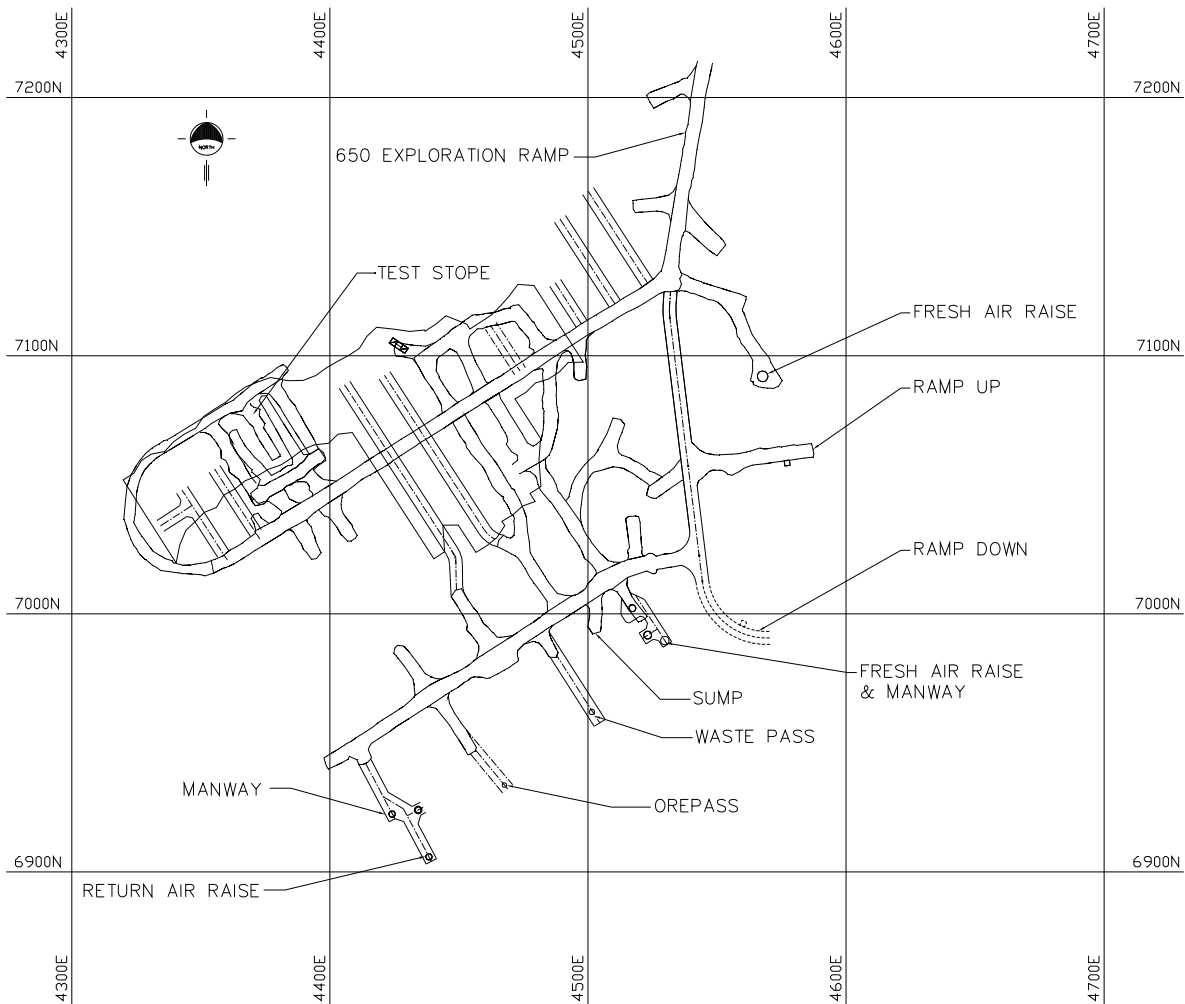 4300E
4400E
4500E
4600E
4700E
7200N
7200N
NORTH
650 EXPLORATION RAMP
TEST STOPE
FRESH AIR RAISE
7100N
7100N
RAMP UP
RAMP DOWN
7000N
7000N
FRESH AIR RAISE
& MANWAY
SUMP
WASTE PASS
MANWAY
OREPASS
6900N
6900N
RETURN AIR RAISE
4300E
4400E
4500E
4600E
4700E